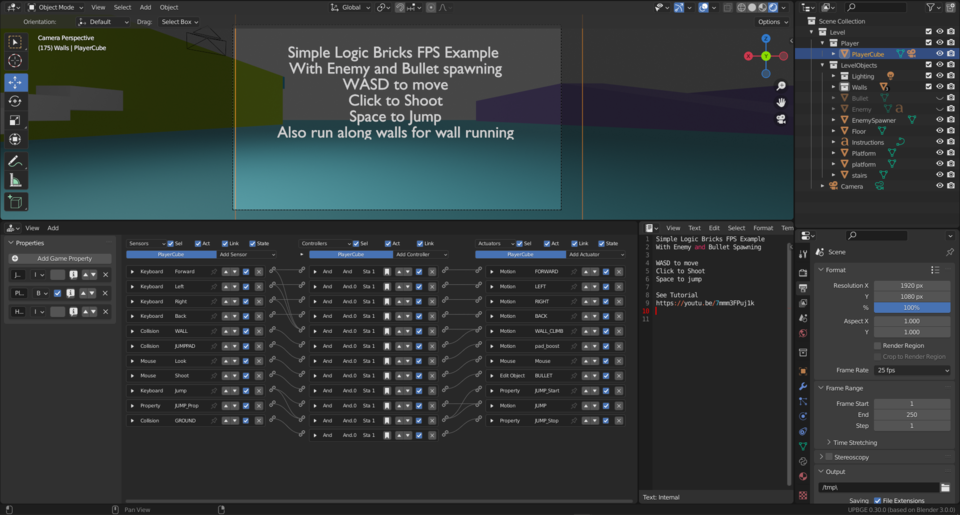 Object Mode
View
Select
Add
Object
Global
Options
Orientation:
Default
Drag:
Select Box
Camera Perspective
(175) Walls | PlayerCube
Simple Logic Bricks FPS Example
With Enemy and Bullet spawning
WASD to move
Click to Shoot
Space to Jump
Also run along walls for wall running
Z
X
Y
Scene Collection
Level
Player
PlayerCube
LevelObjects
Lighting
Walls
Bullet
Enemy
EnemySpawner
Floor
Instructions
Platform
platform
stairs
Camera
View
Add
Properties
Add Game Property
J...
I
Pl...
B
H...
I
Sensors
Sel
Act
Link
State
PlayerCube
Add Sensor
Keyboard Forward
Keyboard Left
Keyboard Right
Keyboard Back
Collision WALL
Collision JUMPPAD
Mouse Look
Mouse Shoot
Keyboard Jump
Property JUMP_Prop
Collision GROUND
Controllers
Sel
Act
Link
PlayerCube
Add Controller
And And Sta 1
And And.0 Sta 1
And And.0 Sta 1
And And.0 Sta 1
And And.0 Sta 1
And And.0 Sta 1
And And.0 Sta 1
And And.0 Sta 1
And And.0 Sta 1
And And.0 Sta 1
And And.0 Sta 1
And And.0 Sta 1
Actuators
Sel
Act
Link
State
PlayerCube
Add Actuator
Motion FORWARD
Motion LEFT
Motion RIGHT
Motion BACK
Motion WALL_CLIMB
Motion pad_boost
Mouse Mouse
Edit Object BULLET
Property JUMP_Start
Motion JUMP
Property JUMP_Stop
View
Text
Edit
Select
Format
Tem
1 Simple Logic Bricks FPS Example
2 With Enemy and Bullet Spawning
3
4 WASD to move
5 Click to Shoot
6 Space to jump
7
8 See Tutorial
9 https://youtu.be/7mmm3FPuj1k
10
11
Text: Internal
Scene
Format
Resolution X 1920 px
Y 1080 px
% 100%
Aspect X 1.000
Y 1.000
Render Region
Crop to Render Region
Frame Rate 25 fps
Frame Range
Frame Start 1
End 250
Step 1
Time Stretching
Stereoscopy
Output
/tmp\
Saving File Extensions
Pan View
UPBGE 0.30.0 (based on Blender 3.0.0)